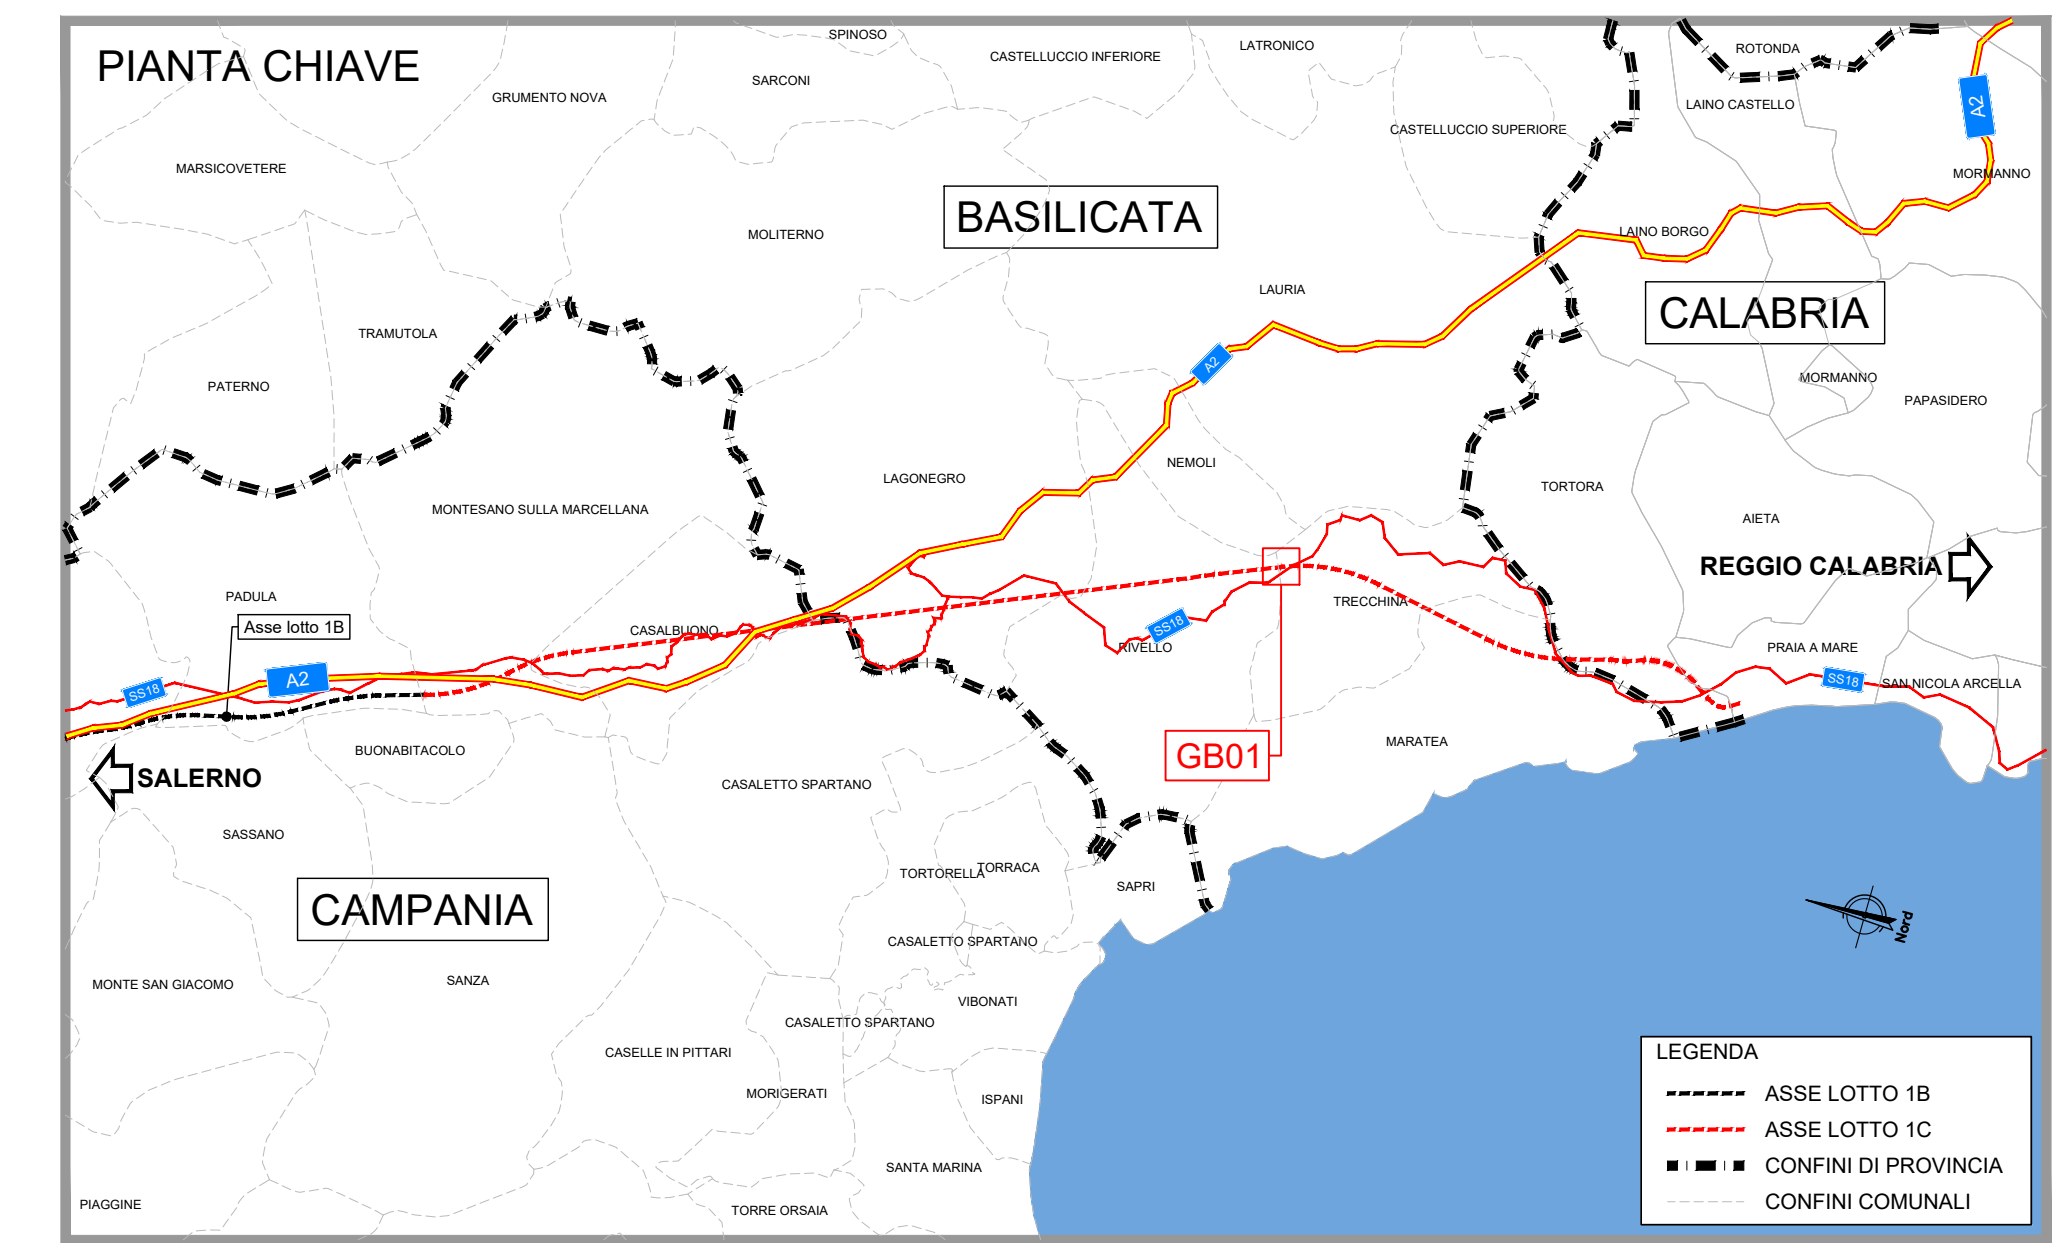 PIANTA CHIAVE
SPINOSO
SARCONI
CASTELLUCCIO INFERIORE
LATRONICO
ROTONDA
GRUMENTO NOVA
LAINO CASTELLO
A2
CASTELLUCCIO SUPERIORE
MARSICOVETERE
MORMANNO
BASILICATA
MOLITERNO
LAINO BORGO
LAURIA
CALABRIA
TRAMUTOLA
A2
PATERNO
MORMANNO
PAPASIDERO
LAGONEGRO
NEMOLI
TORTORA
MONTESANO SULLA MARCELLANA
AIETA
REGGIO CALABRIA
PADULA
Asse lotto 1B
CASALBUONO
TRECCHINA
SS18
RIVELLO
PRAIA A MARE
A2
SS18
SS18
SAN NICOLA ARCELLA
BUONABITACOLO
MARATEA
GB01
SALERNO
CASALETTO SPARTANO
SASSANO
TORTORELLA
TORRACA
SAPRI
CAMPANIA
CASALETTO SPARTANO
Nord
MONTE SAN GIACOMO
SANZA
VIBONATI
CASALETTO SPARTANO
CASELLE IN PITTARI
MORIGERATI
ISPANI
SANTA MARINA
PIAGGINE
TORRE ORSAIA
LEGENDA
ASSE LOTTO 1B
ASSE LOTTO 1C
CONFINI DI PROVINCIA
CONFINI COMUNALI